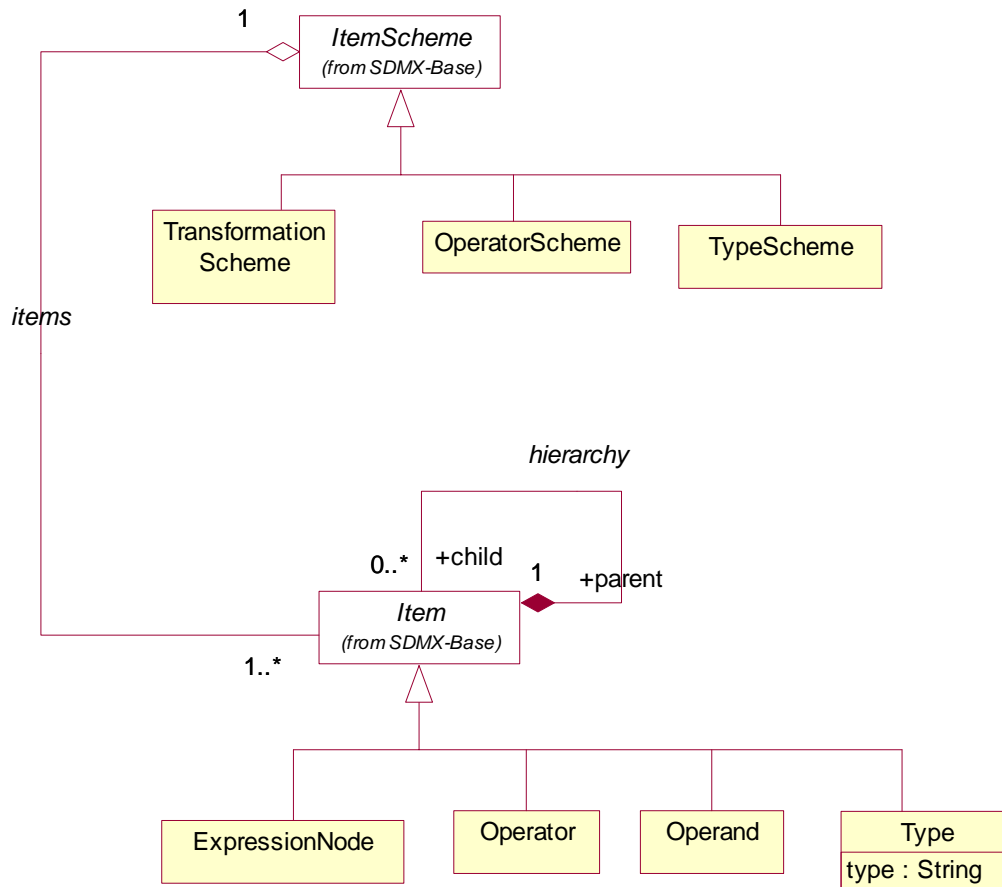 1
ItemScheme
(from SDMX-Base)
Transformation
Scheme
OperatorScheme
TypeScheme
items
hierarchy
0..*
+child
1
+parent
Item
(from SDMX-Base)
1..*
ExpressionNode
Operator
Operand
Type
type : String